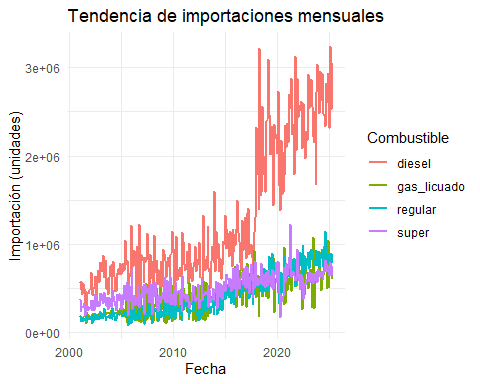 Tendencia de importaciones mensuales
3e+06
2e+06
1e+06
0e+00
Importación (unidades)
2000
2010
2020
Fecha
Combustible
diesel
gas_licuado
regular
super